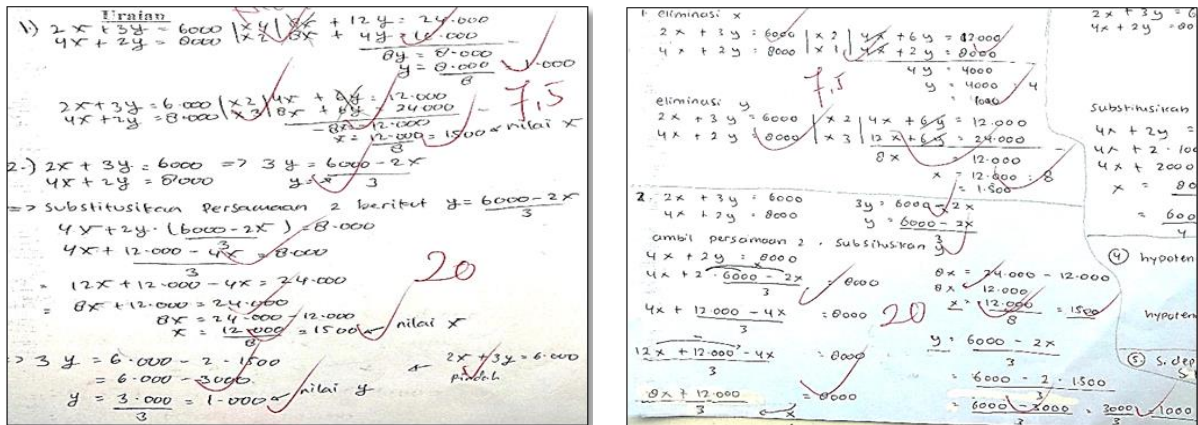 Uraian
1.) 2x + 3y = 6000 | x4 | 8x + 12y = 24.000
4x + 2y = 8000 | x2 | 8x + 4y = 16.000
8y = 8.000
y = 8.000 = 1.000
8
2x + 3y = 6.000 | x2 | 4x + 6y = 12.000
4x + 2y = 8.000 | x3 | 8x + 6y = 24000 -
7,5
-8x = 12.000
x = 12.000 = 1500 nilai x
8
2.) 2x + 3y = 6000 => 3y = 6000 - 2x
4x + 2y = 8000 y =
3
=> Substitusikan Persamaan 2 berikut y = 6000 - 2x
3
4x + 2y . (6000 - 2x) = 8.000
3
4x + 12.000 - 4x = 8.000
3
20
= 12x + 12.000 - 4x = 24.000
= 8x + 12.000 = 24.000
8x = 24.000 - 12.000
x = 12.000 = 1500 nilai x
8
=> 3y = 6.000 - 2 . 1500
2x + 3y = 6.000
= 6.000 - 3000
pindah
y = 3.000 = 1.000 nilai y
3
1. eliminasi x
2x + 3y = 6000 | x2 | 4x + 6y = 12000
4x + 2y = 8000 | x1 | 4x + 2y = 8000 -
4y = 4000
7,5
y = 4000 : 4
= 1000
eliminasi y
2x + 3y = 6000 | x2 | 4x + 6y = 12.000
4x + 2y = 8000 | x3 | 12x + 6y = 24.000 -
8x = 12.000
x = 12.000 : 8
= 1.500
2. 2x + 3y = 6000 3y = 6000 - 2x
4x + 2y = 8000 y = 6000 - 2x
3
ambil persamaan 2 . Substitusikan y
4x + 2y = 8000
4x + 2 . 6000 - 2x = 8000
3
4x + 12.000 - 4x = 8000
3
20
12x + 12.000 - 4x = 8000
3
8x + 12.000 = 8000
3
8x = 24.000 - 12.000
8x = 12.000
x = 12.000 = 1500
8
y = 6000 - 2x
3
= 6000 - 2 . 1500
3
= 6000 - 3000 = 3000 = 1000
3 3
2x + 3y = 6
4x + 2y = 80
Substitusikan
4x + 2y =
4x + 2 . 100
4x + 2000
x = 80
= 600
4
4 hypoten
hypoten
5 s. dep